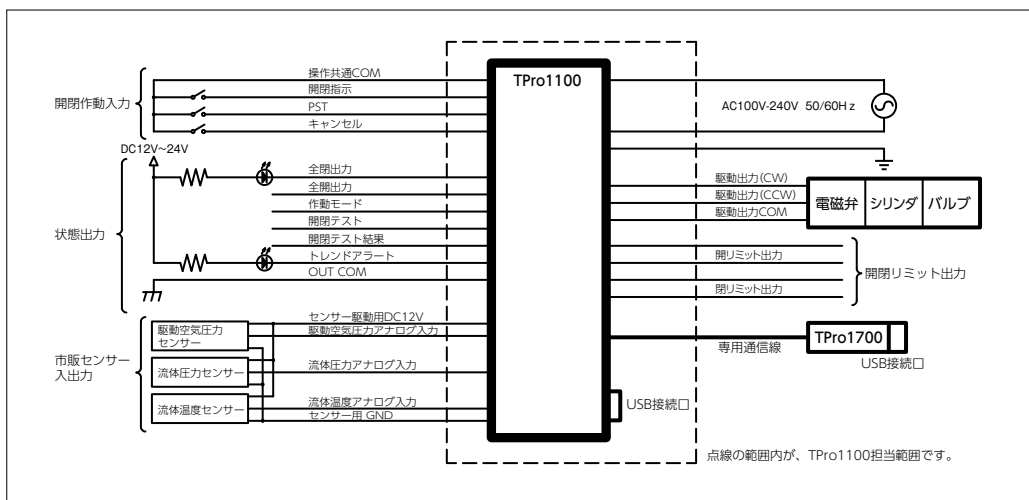 開閉作動入力
操作共通COM
開閉指示
PST
キャンセル
DC12V~24V
状態出力
全閉出力
全開出力
作動モード
開閉テスト
開閉テスト結果
トレンドアラート
OUT COM
市販センサー
入出力
駆動空気圧力
センサー
流体圧力センサー
流体温度センサー
センサー駆動用DC12V
駆動空気圧力アナログ入力
流体圧力アナログ入力
流体温度アナログ入力
センサー用 GND
TPro1100
AC100V-240V 50/60Hz
駆動出力(CW)
駆動出力(CCW)
駆動出力COM
電磁弁
シリンダ
バルブ
開リミット出力
閉リミット出力
開閉リミット出力
専用通信線
TPro1700
USB接続口
USB接続口
点線の範囲内が、TPro1100担当範囲です。